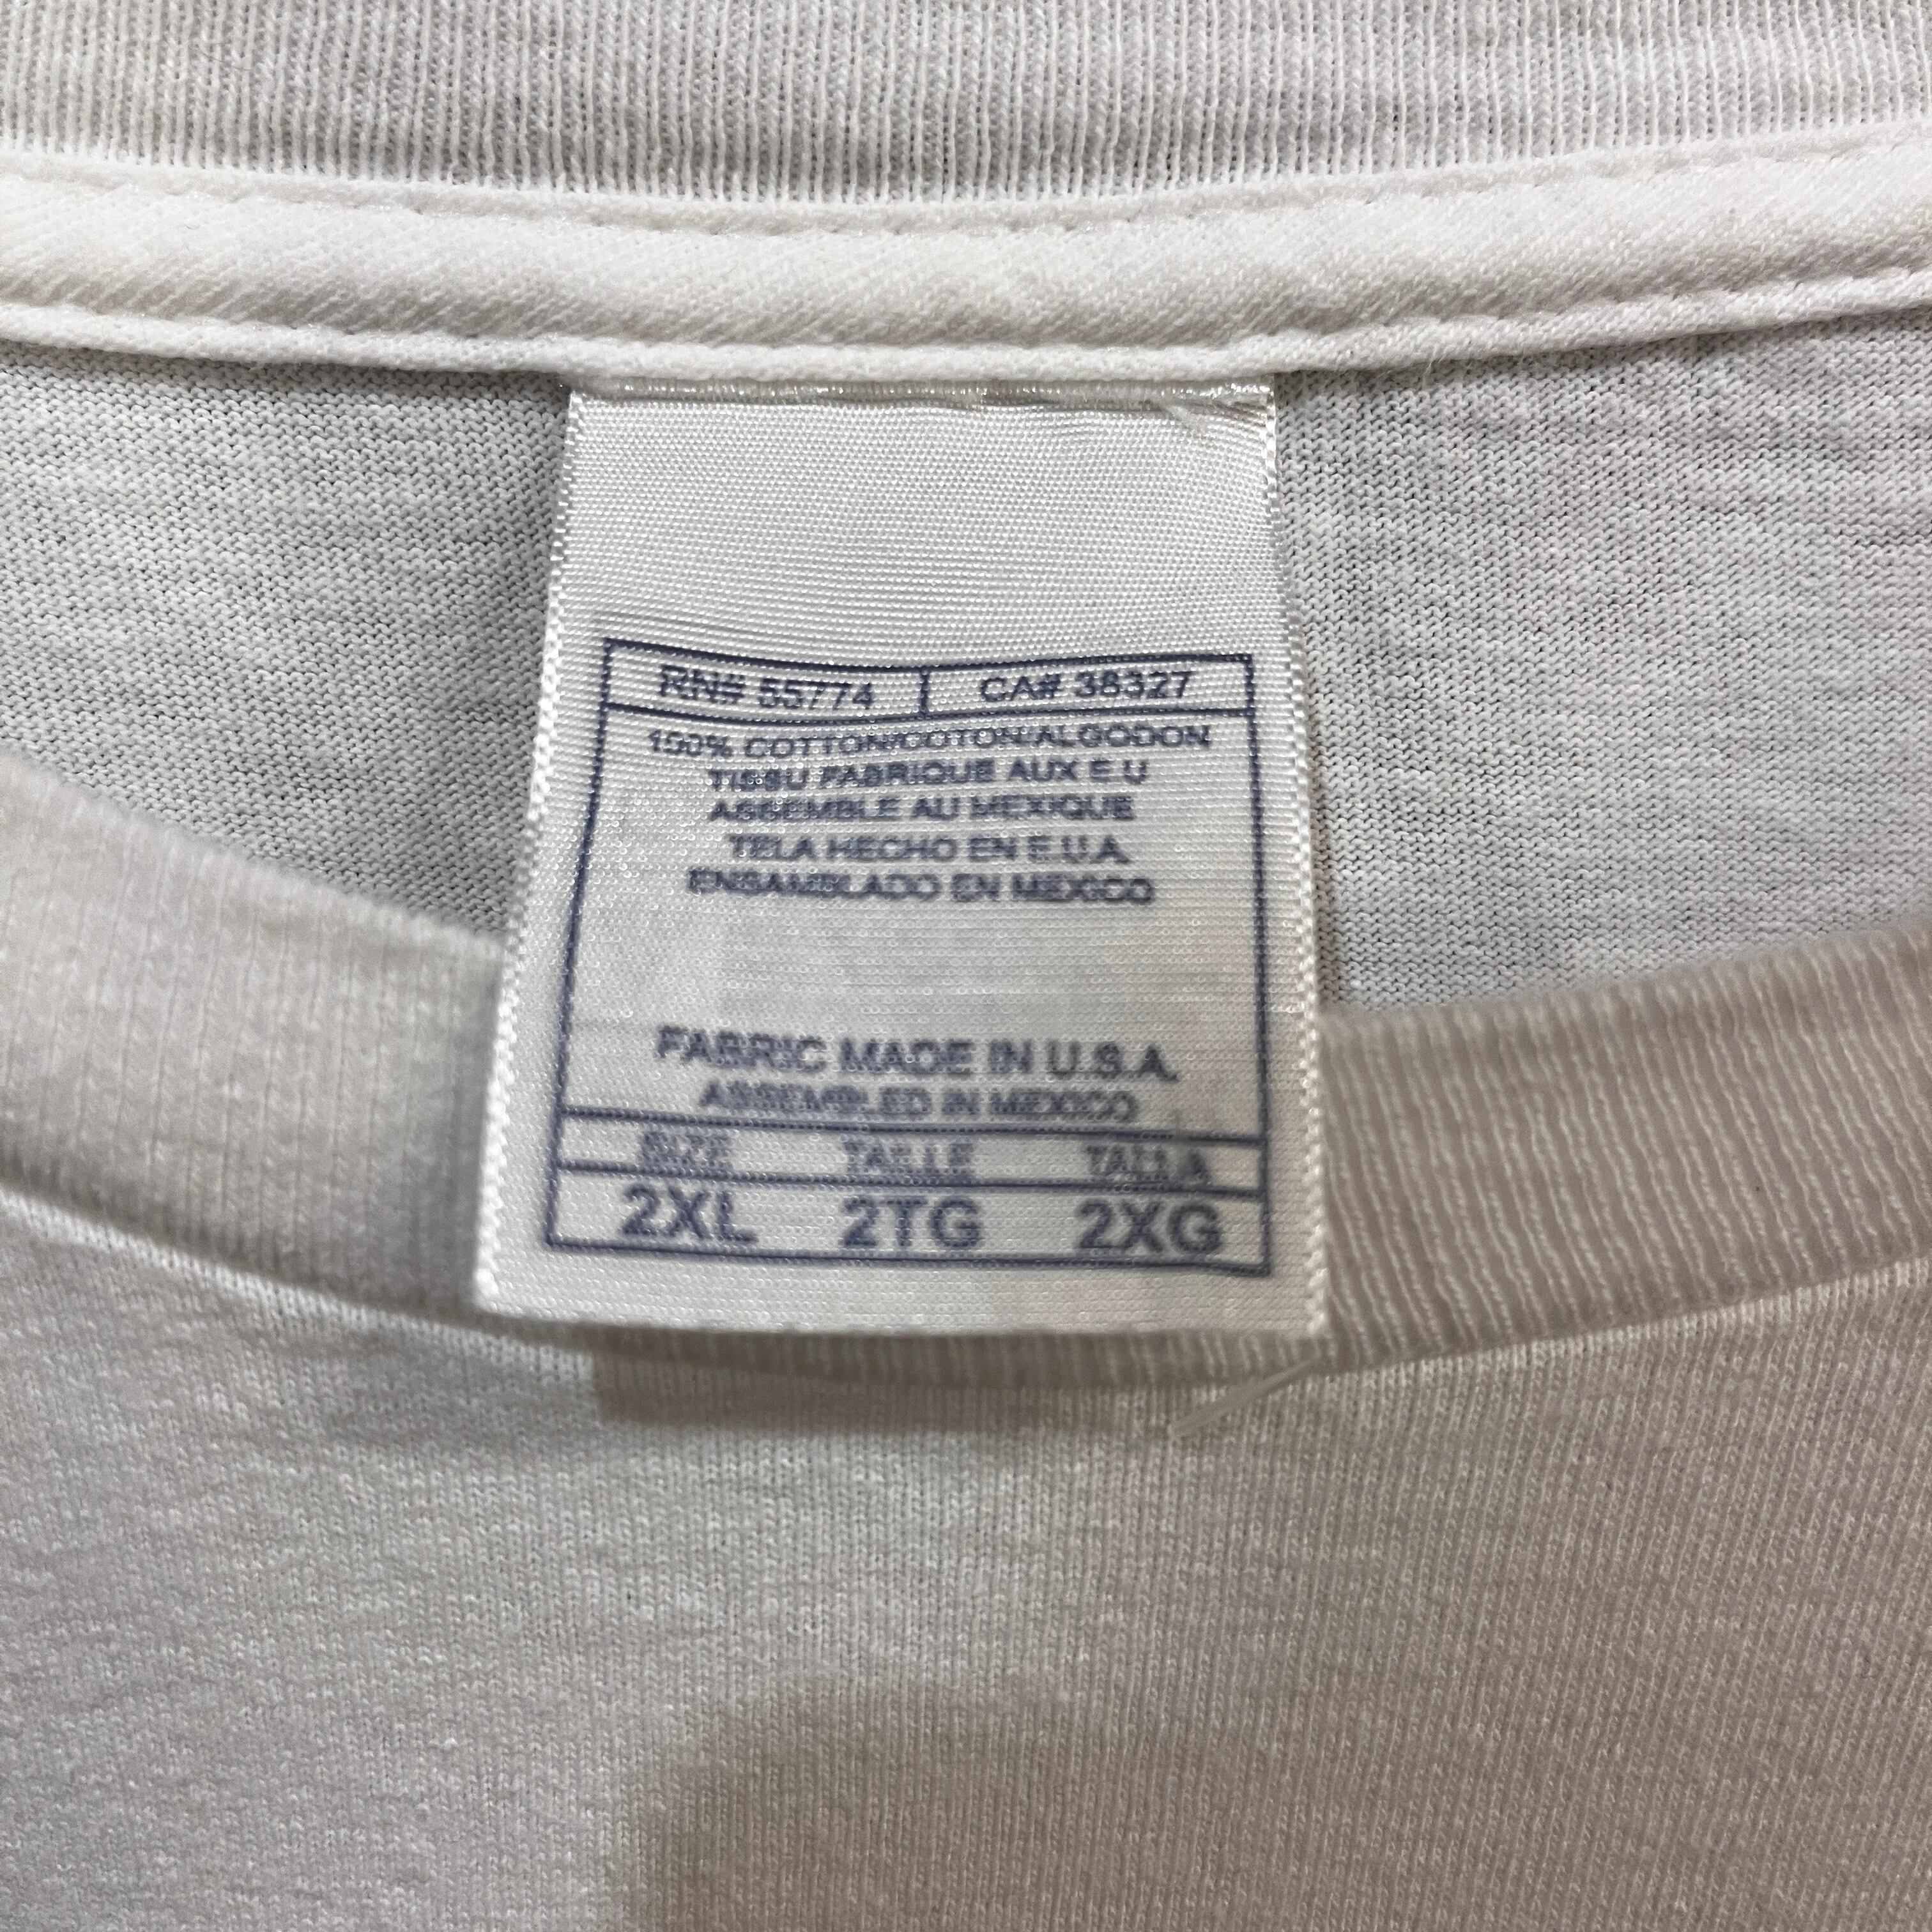 RN# 55774 CA# 38327
100% COTTON/COTON/ALGODON
TISSU FABRIQUE AUX E.U
ASSEMBLE AU MEXIQUE
TELA HECHO EN E.U.A.
ENSAMBLADO EN MEXICO
FABRIC MADE IN U.S.A.
ASSEMBLED IN MEXICO
SIZE TAILLE TALLA
2XL 2TG 2XG